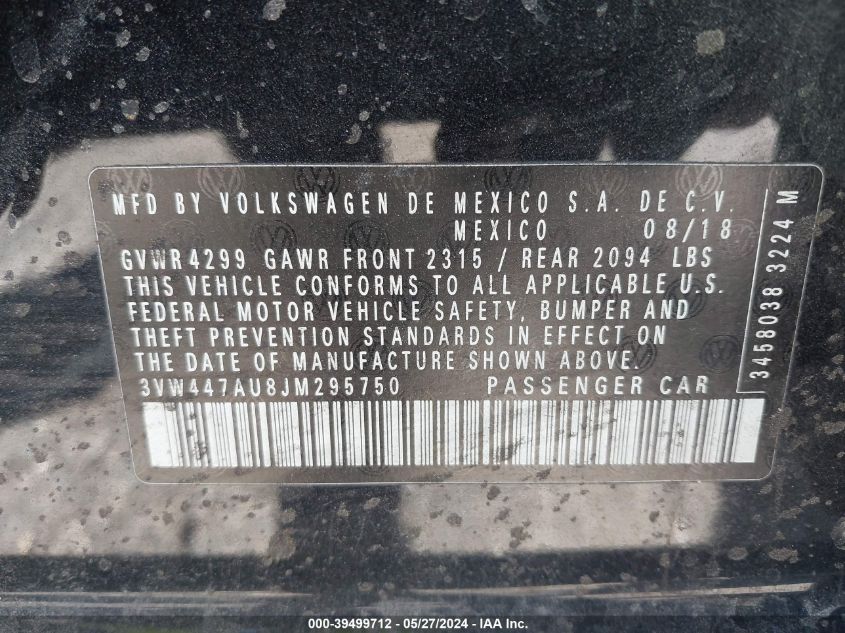 MFD BY VOLKSWAGEN DE MEXICO S.A. DE C.V.
MEXICO 08/18
GVWR4299 GAWR FRONT 2315 / REAR 2094 LBS
THIS VEHICLE CONFORMS TO ALL APPLICABLE U.S.
FEDERAL MOTOR VEHICLE SAFETY, BUMPER AND
THEFT PREVENTION STANDARDS IN EFFECT ON
THE DATE OF MANUFACTURE SHOWN ABOVE.
3VW447AU8JM295750 PASSENGER CAR
3458038 3224 M
000-39499712 - 05/27/2024 - IAA Inc.